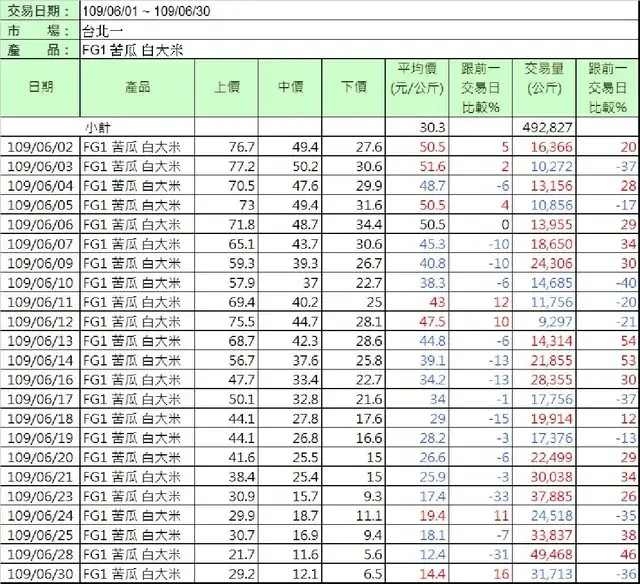 交易日期： 109/06/01 ~ 109/06/30
市 場： 台北一
產 品： FG1 苦瓜 白大米
日期 產品 上價 中價 下價 平均價(元/公斤) 跟前一交易日比較% 交易量(公斤) 跟前一交易日比較%
小計 30.3 492,827
109/06/02 FG1 苦瓜 白大米 76.7 49.4 27.6 50.5 5 16,366 20
109/06/03 FG1 苦瓜 白大米 77.2 50.2 30.6 51.6 2 10,272 -37
109/06/04 FG1 苦瓜 白大米 70.5 47.6 29.9 48.7 -6 13,156 28
109/06/05 FG1 苦瓜 白大米 73 49.4 31.6 50.5 4 10,856 -17
109/06/06 FG1 苦瓜 白大米 71.8 48.7 34.4 50.5 0 13,955 29
109/06/07 FG1 苦瓜 白大米 65.1 43.7 30.6 45.3 -10 18,650 34
109/06/09 FG1 苦瓜 白大米 59.3 39.3 26.7 40.8 -10 24,306 30
109/06/10 FG1 苦瓜 白大米 57.9 37 22.7 38.3 -6 14,685 -40
109/06/11 FG1 苦瓜 白大米 69.4 40.2 25 43 12 11,756 -20
109/06/12 FG1 苦瓜 白大米 75.5 44.7 28.1 47.5 10 9,297 -21
109/06/13 FG1 苦瓜 白大米 68.7 42.3 28.6 44.8 -6 14,314 54
109/06/14 FG1 苦瓜 白大米 56.7 37.6 25.8 39.1 -13 21,855 53
109/06/16 FG1 苦瓜 白大米 47.7 33.4 22.7 34.2 -13 28,355 30
109/06/17 FG1 苦瓜 白大米 50.1 32.8 21.6 34 -1 17,756 -37
109/06/18 FG1 苦瓜 白大米 44.1 27.8 17.6 29 -15 19,914 12
109/06/19 FG1 苦瓜 白大米 44.1 26.8 16.6 28.2 -3 17,376 -13
109/06/20 FG1 苦瓜 白大米 41.6 25.5 15 26.6 -6 22,499 29
109/06/21 FG1 苦瓜 白大米 38.4 25.4 15 25.9 -3 30,038 34
109/06/23 FG1 苦瓜 白大米 30.9 15.7 9.3 17.4 -33 37,885 26
109/06/24 FG1 苦瓜 白大米 29.9 18.7 11.1 19.4 11 24,518 -35
109/06/25 FG1 苦瓜 白大米 30.7 16.9 9.4 18.1 -7 33,837 38
109/06/28 FG1 苦瓜 白大米 21.7 11.6 5.6 12.4 -31 49,468 46
109/06/30 FG1 苦瓜 白大米 29.2 12.1 6.5 14.4 16 31,713 -36